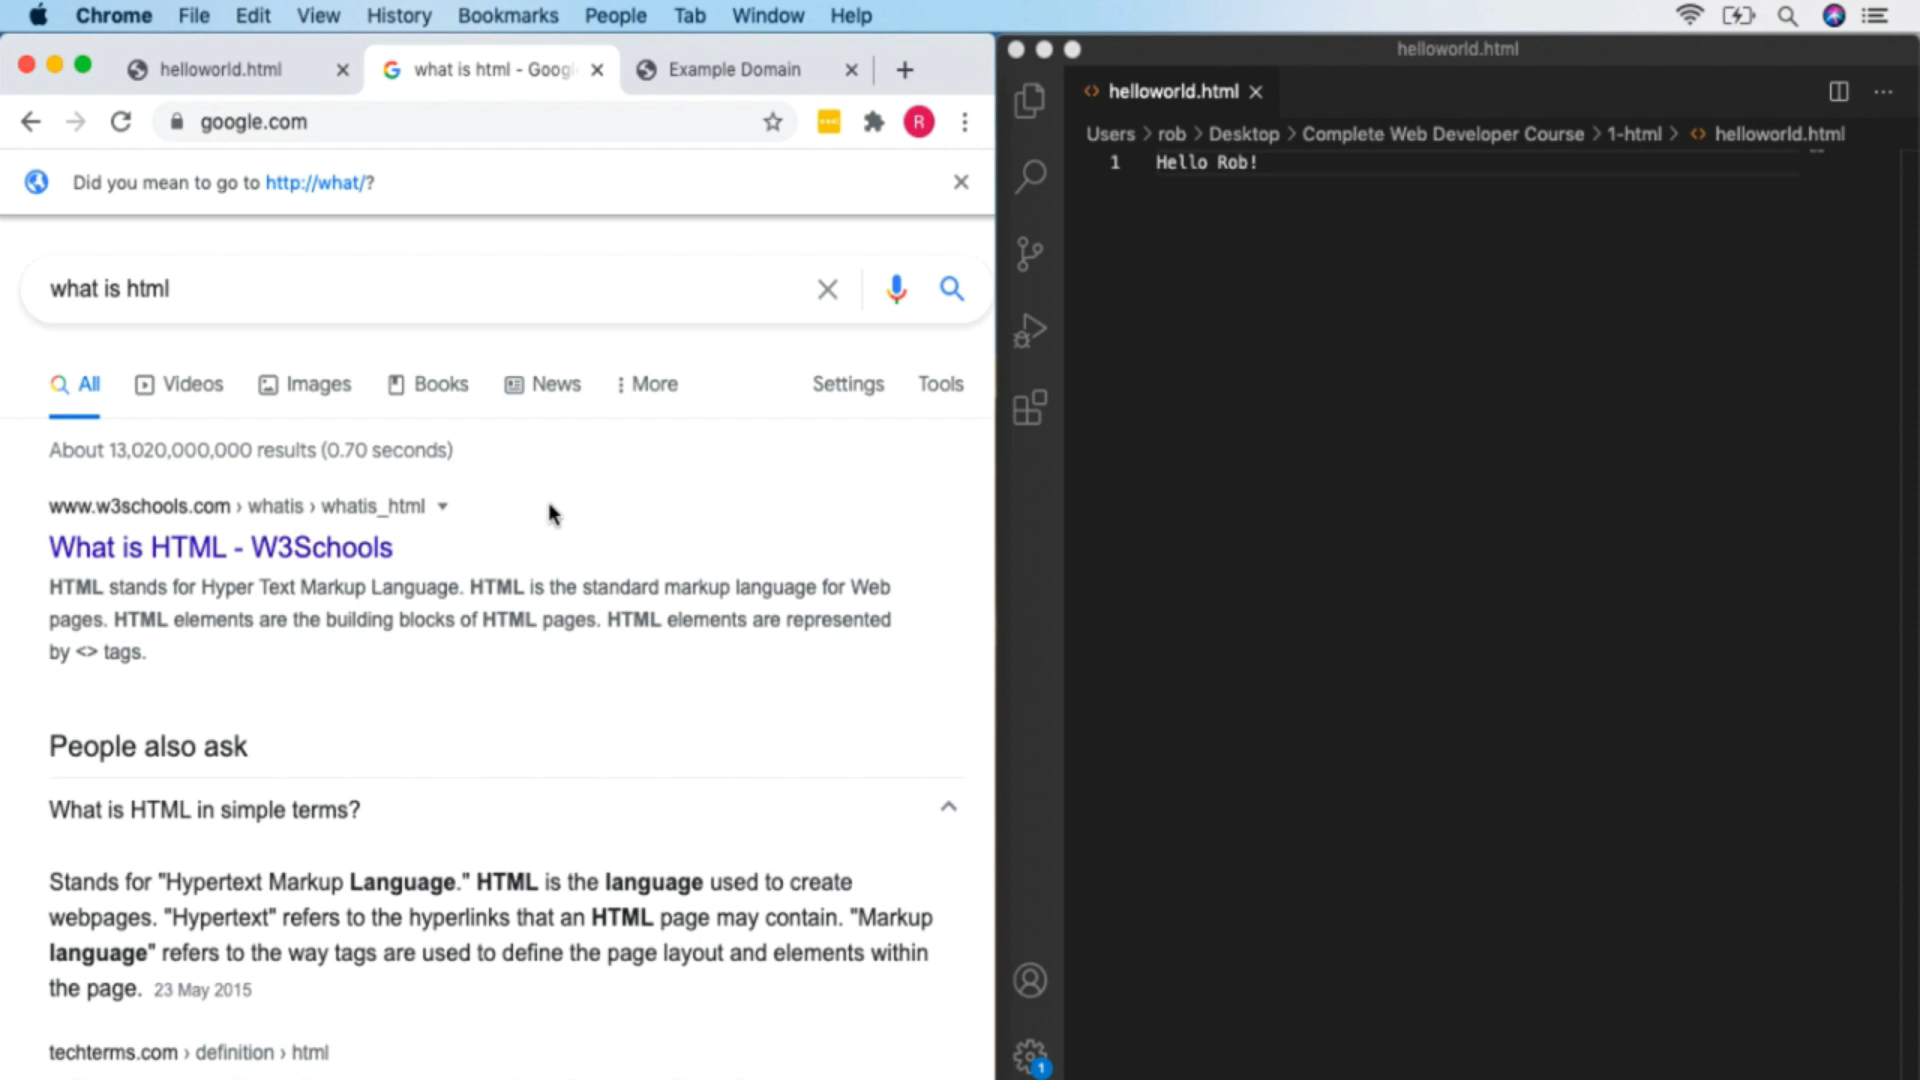 Chrome File Edit View History Bookmarks People Tab Window Help
helloworld.html
what is html - Googl
Example Domain
google.com
R
Did you mean to go to http://what/?
what is html
All Videos Images Books News More Settings Tools
About 13,020,000,000 results (0.70 seconds)
www.w3schools.com › whatis › whatis_html
What is HTML - W3Schools
HTML stands for Hyper Text Markup Language. HTML is the standard markup language for Web
pages. HTML elements are the building blocks of HTML pages. HTML elements are represented
by <> tags.
People also ask
What is HTML in simple terms?
Stands for "Hypertext Markup Language." HTML is the language used to create
webpages. "Hypertext" refers to the hyperlinks that an HTML page may contain. "Markup
language" refers to the way tags are used to define the page layout and elements within
the page. 23 May 2015
techterms.com › definition › html
helloworld.html
helloworld.html
Users > rob > Desktop > Complete Web Developer Course > 1-html > <> helloworld.html
1 Hello Rob!
1